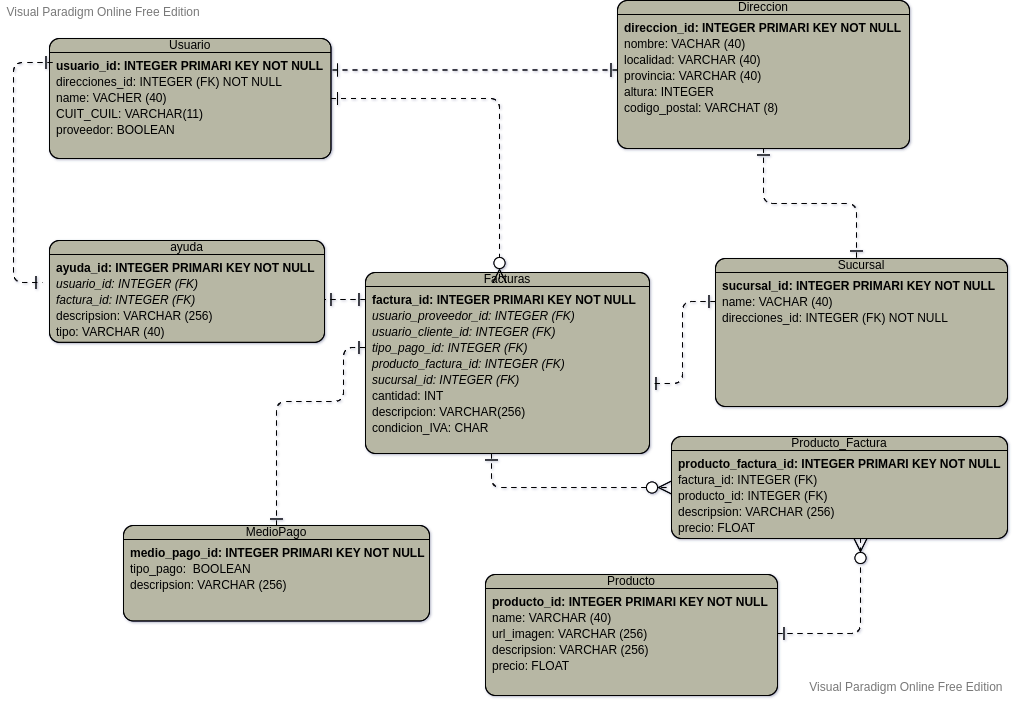 Visual Paradigm Online Free Edition
Usuario
usuario_id: INTEGER PRIMARI KEY NOT NULL
direcciones_id: INTEGER (FK) NOT NULL
name: VACHER (40)
CUIT_CUIL: VARCHAR(11)
proveedor: BOOLEAN
Direccion
direccion_id: INTEGER PRIMARI KEY NOT NULL
nombre: VACHAR (40)
localidad: VARCHAR (40)
provincia: VARCHAR (40)
altura: INTEGER
codigo_postal: VARCHAT (8)
ayuda
ayuda_id: INTEGER PRIMARI KEY NOT NULL
usuario_id: INTEGER (FK)
factura_id: INTEGER (FK)
descripsion: VARCHAR (256)
tipo: VARCHAR (40)
Facturas
factura_id: INTEGER PRIMARI KEY NOT NULL
usuario_proveedor_id: INTEGER (FK)
usuario_cliente_id: INTEGER (FK)
tipo_pago_id: INTEGER (FK)
producto_factura_id: INTEGER (FK)
sucursal_id: INTEGER (FK)
cantidad: INT
descripcion: VARCHAR(256)
condicion_IVA: CHAR
Sucursal
sucursal_id: INTEGER PRIMARI KEY NOT NULL
name: VACHAR (40)
direcciones_id: INTEGER (FK) NOT NULL
Producto_Factura
producto_factura_id: INTEGER PRIMARI KEY NOT NULL
factura_id: INTEGER (FK)
producto_id: INTEGER (FK)
descripsion: VARCHAR (256)
precio: FLOAT
MedioPago
medio_pago_id: INTEGER PRIMARI KEY NOT NULL
tipo_pago:  BOOLEAN
descripsion: VARCHAR (256)
Producto
producto_id: INTEGER PRIMARI KEY NOT NULL
name: VARCHAR (40)
url_imagen: VARCHAR (256)
descripsion: VARCHAR (256)
precio: FLOAT
Visual Paradigm Online Free Edition